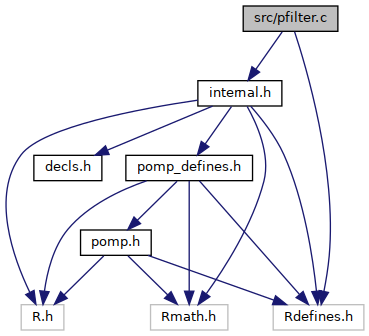 src/pfilter.c
internal.h
decls.h
pomp_defines.h
pomp.h
R.h
Rmath.h
Rdefines.h